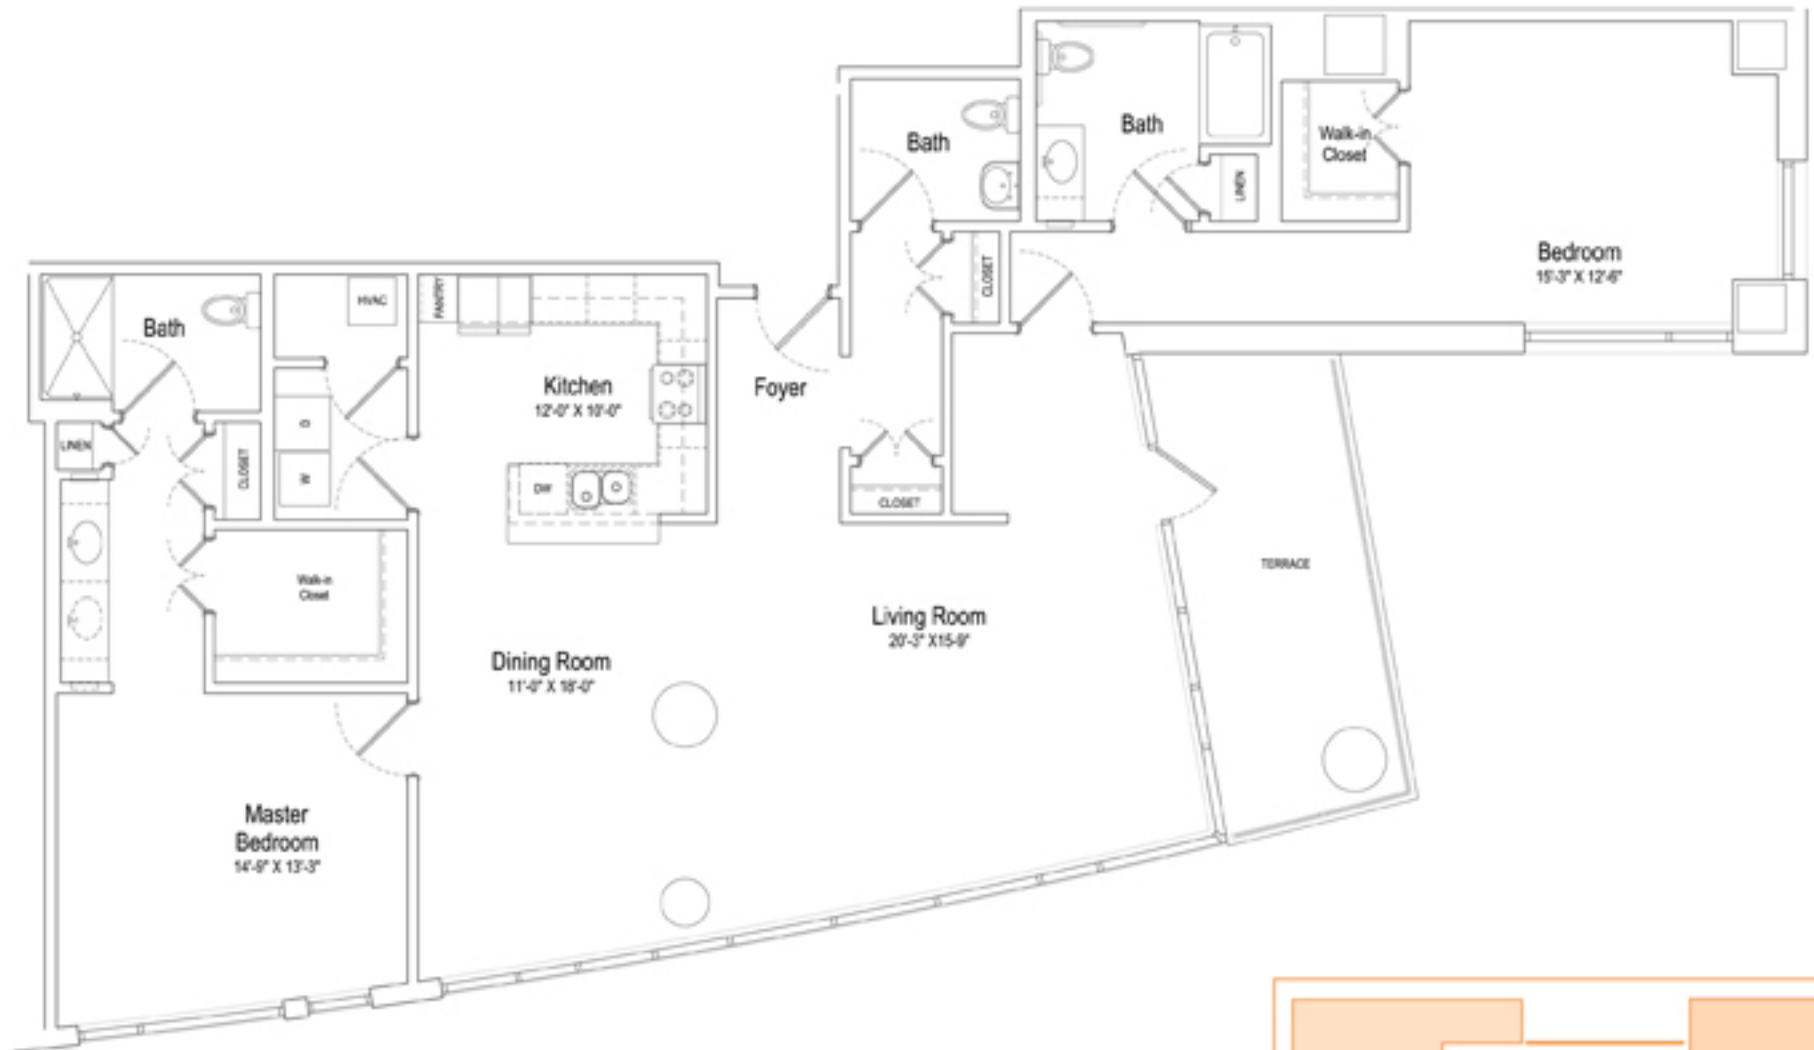 Bath
Bath
Walk-in
Closet
LINEN
Bedroom
15'-3" X 12'-6"
CLOSET
HVAC
PANTRY
Bath
Kitchen
12'-0" X 10'-0"
Foyer
D
LINEN
CLOSET
W
DW
CLOSET
TERRACE
Walk-in
Closet
Living Room
20'-3" X15-9"
Dining Room
11'-0" X 18'-0"
Master
Bedroom
14'-9" X 13'-3"